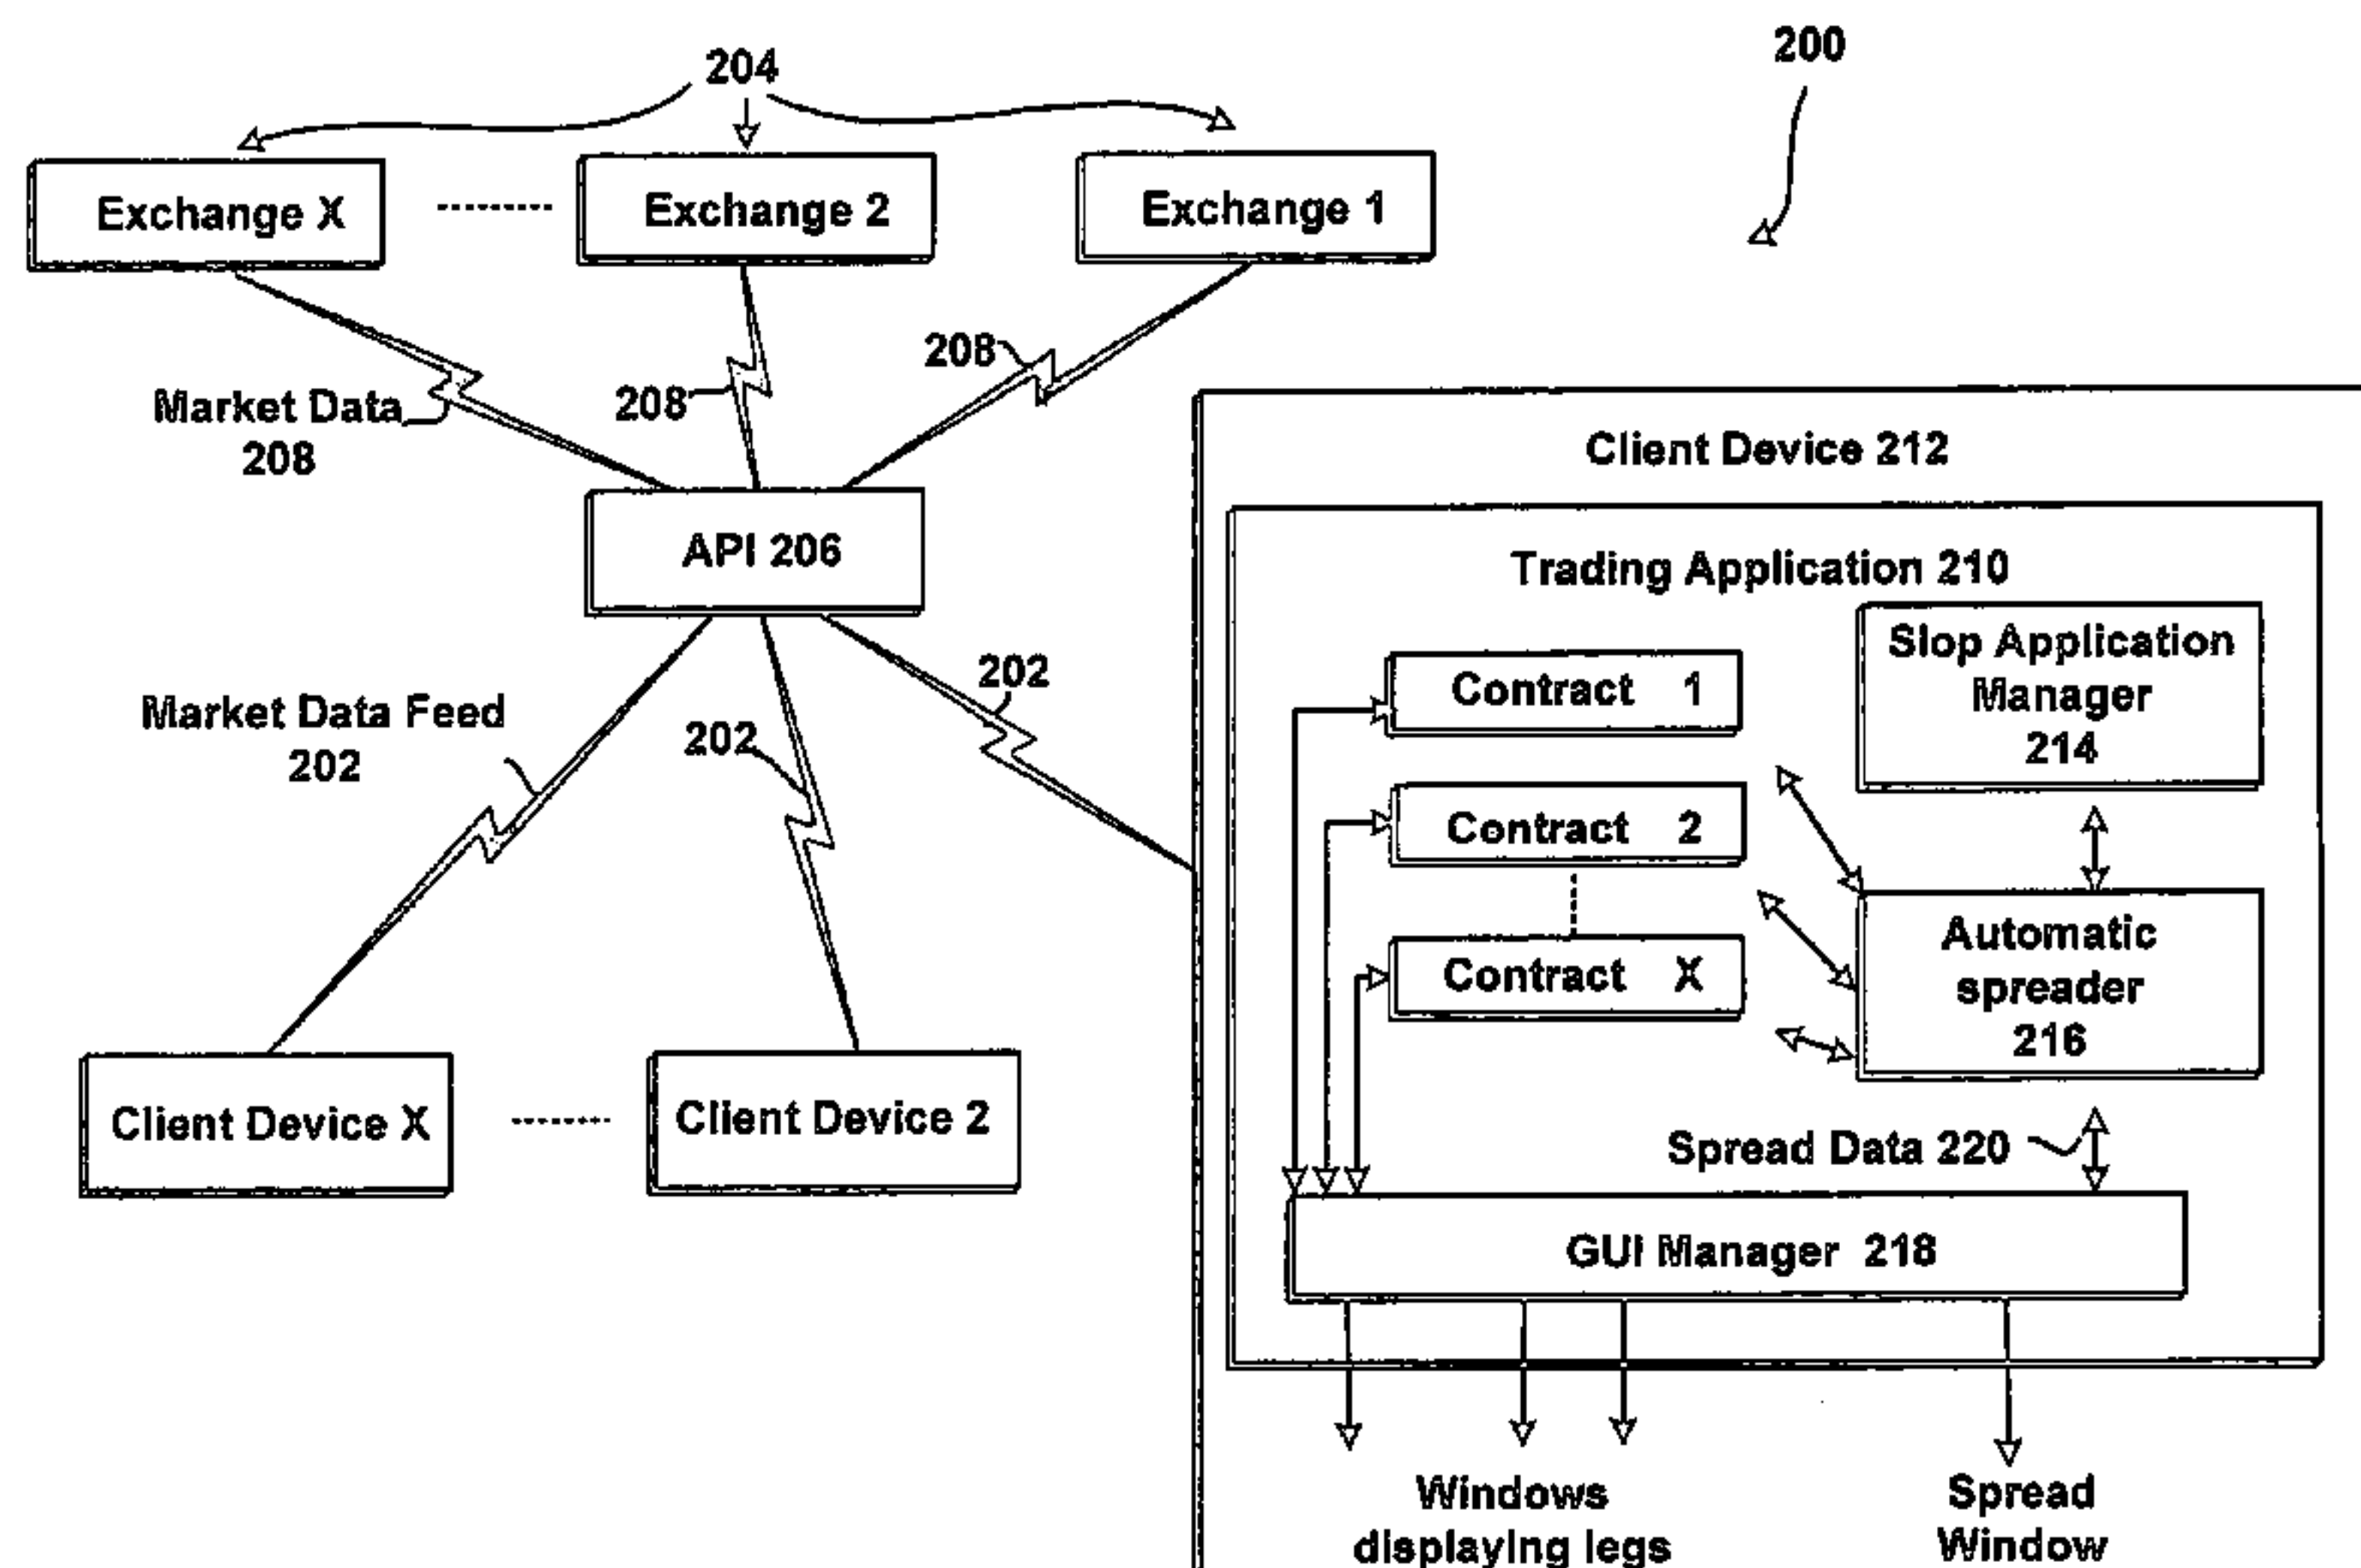 204
200
Exchange X
Exchange 2
Exchange 1
208
208
Market Data
208
Client Device 212
API 206
Trading Application 210
Slop Application
Manager
214
Contract 1
202
Market Data Feed
202
202
Contract 2
Contract X
Automatic
spreader
216
Client Device X
Client Device 2
Spread Data 220
GUI Manager 218
Windows
displaying legs
Spread
Window